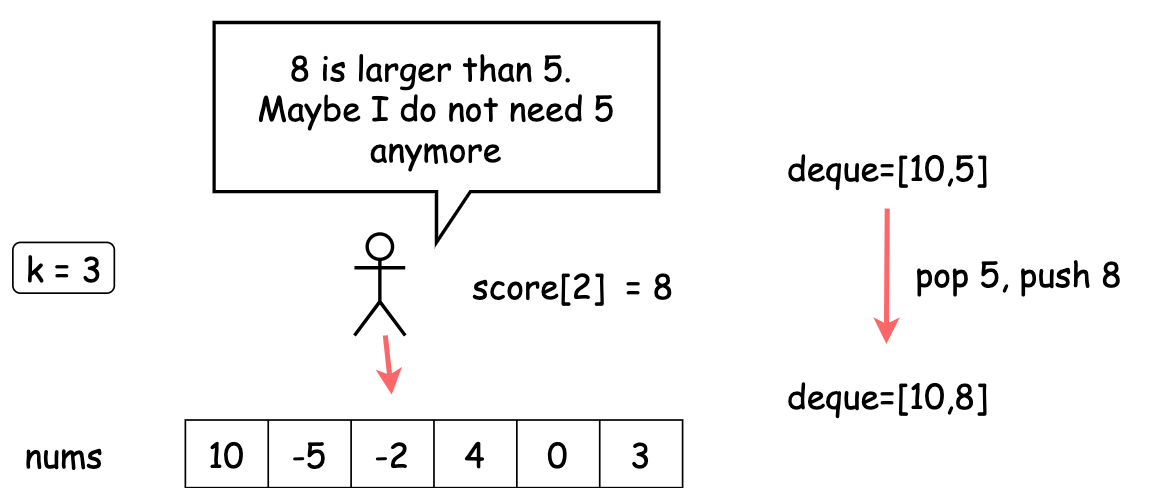 8 is larger than 5.
Maybe I do not need 5
anymore
deque=[10,5]
k = 3
score[2] = 8
pop 5, push 8
deque=[10,8]
nums 10 -5 -2 4 0 3